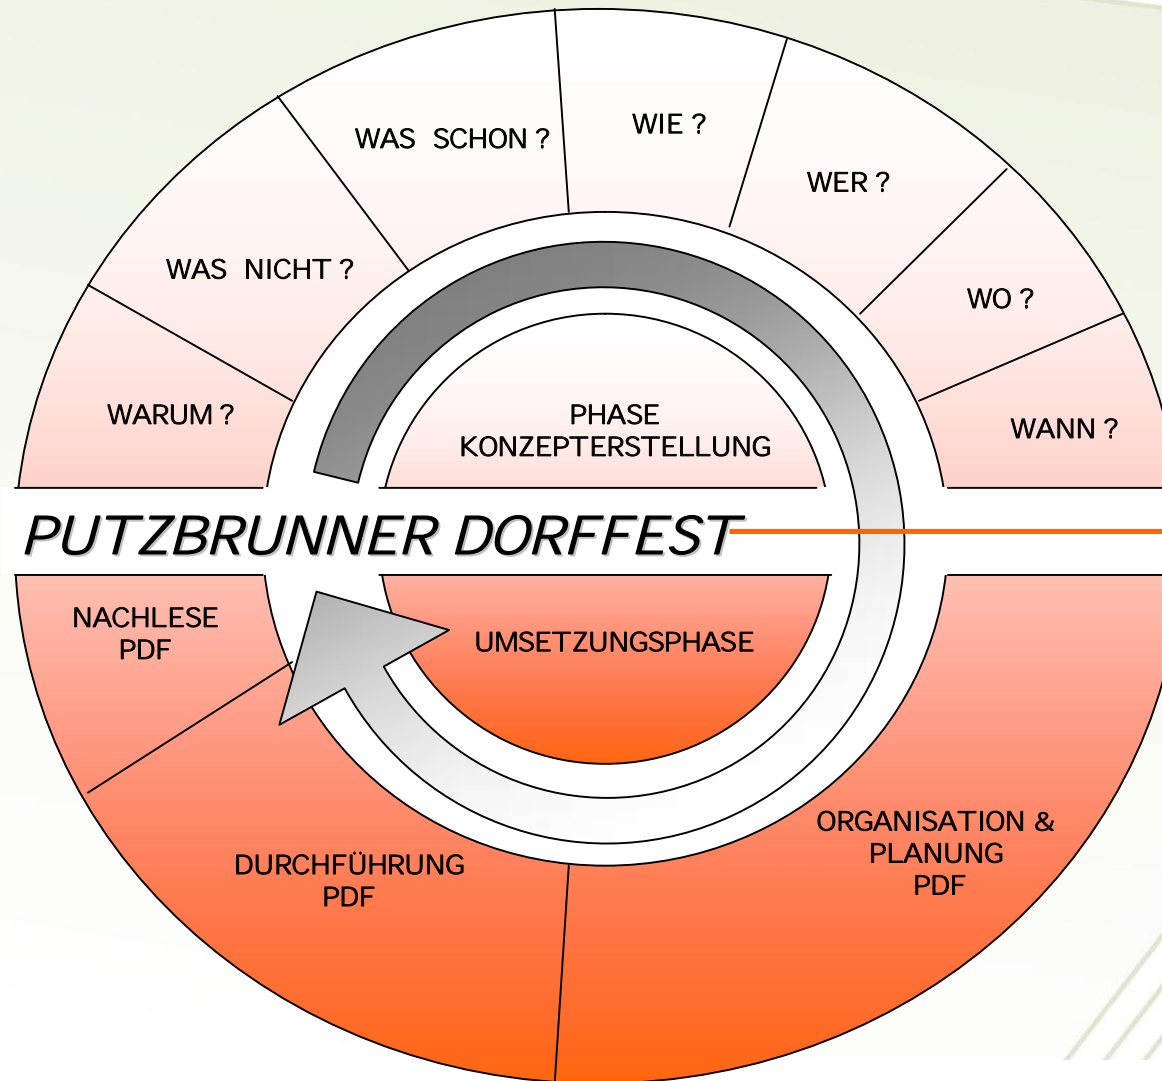 WAS SCHON ?
WIE ?
WER ?
WAS NICHT ?
WO ?
WARUM ?
WANN ?
PHASE
KONZEPTERSTELLUNG
PUTZBRUNNER DORFFEST
NACHLESE
PDF
UMSETZUNGSPHASE
ORGANISATION &
PLANUNG
PDF
DURCHFÜHRUNG
PDF